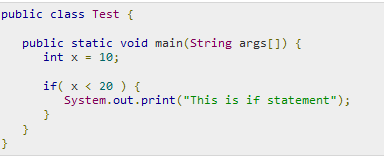 public class Test {
public static void main(String args[]) {
int x = 10;
if( x < 20 ) {
System.out.print("This is if statement");
}
}
}